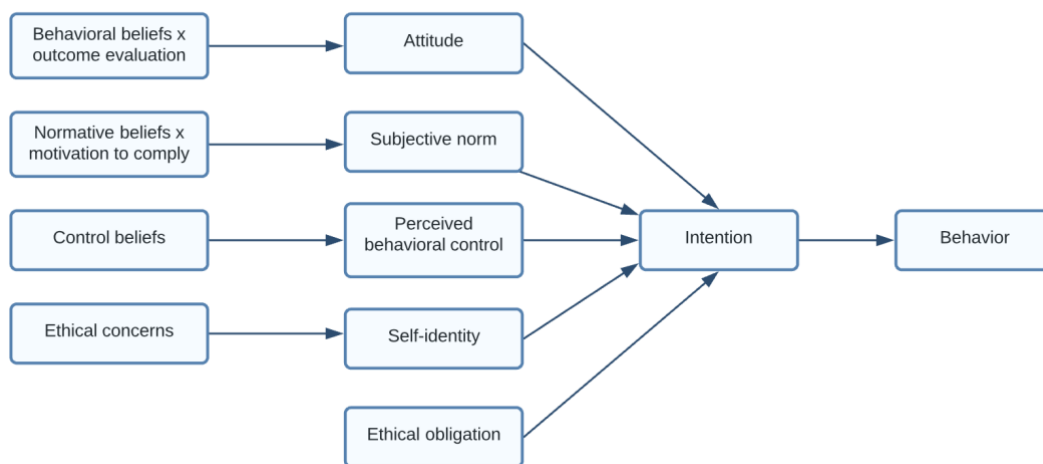 Behavioral beliefs x
outcome evaluation
Attitude
Normative beliefs x
motivation to comply
Subjective norm
Control beliefs
Perceived
behavioral control
Intention
Behavior
Ethical concerns
Self-identity
Ethical obligation